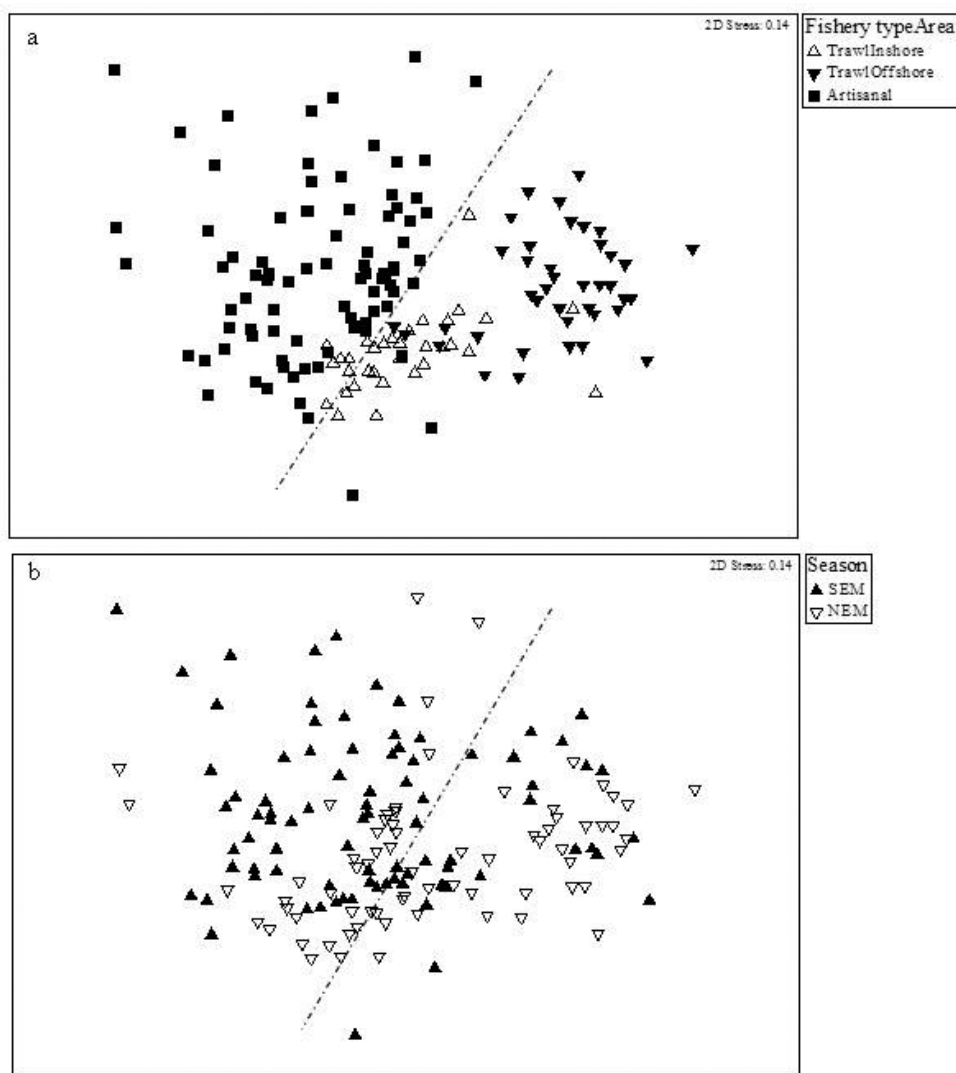 a
2D Stress: 0.14
Fishery typeArea
TrawlInshore
TrawlOffshore
Artisanal
b
2D Stress: 0.14
Season
SEM
NEM